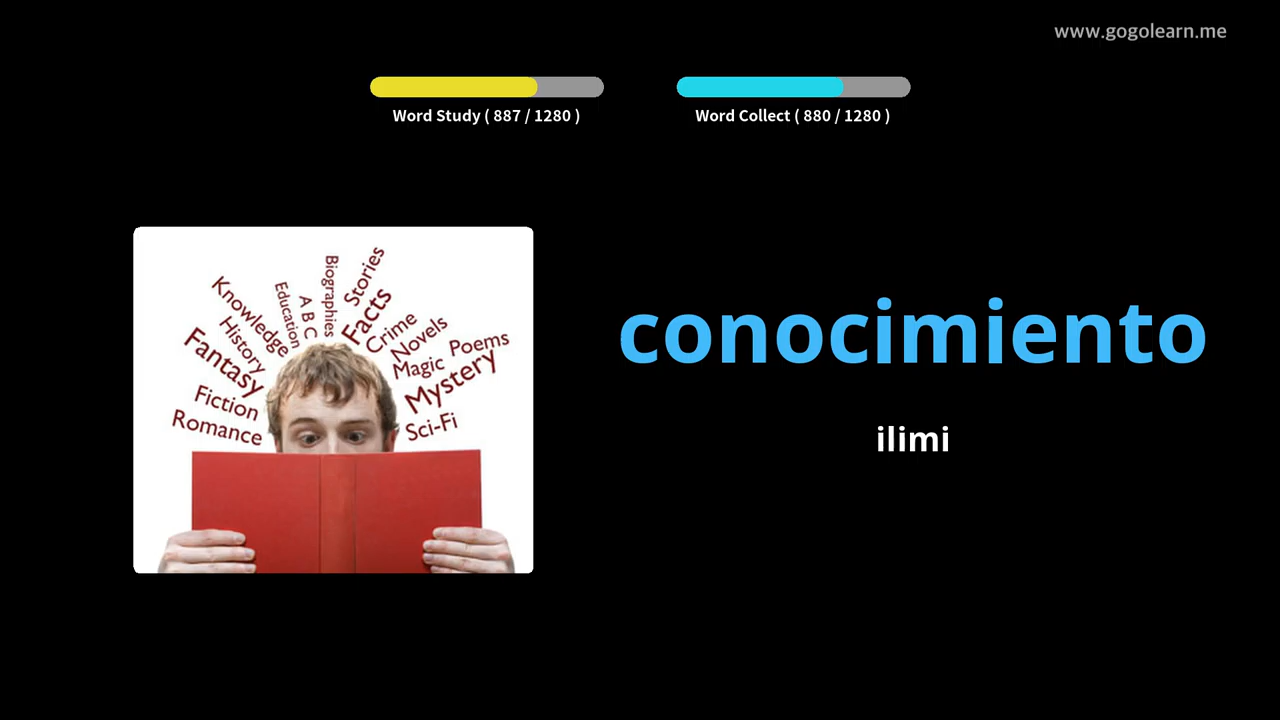 www.gogolearn.me
Word Study ( 887 / 1280 )
Word Collect ( 880 / 1280 )
Knowledge
Education
A B C
Biographies
Stories
Facts
History
Crime
Novels
Fantasy
Magic
Poems
Mystery
Fiction
Romance
Sci-Fi
conocimiento
ilimi